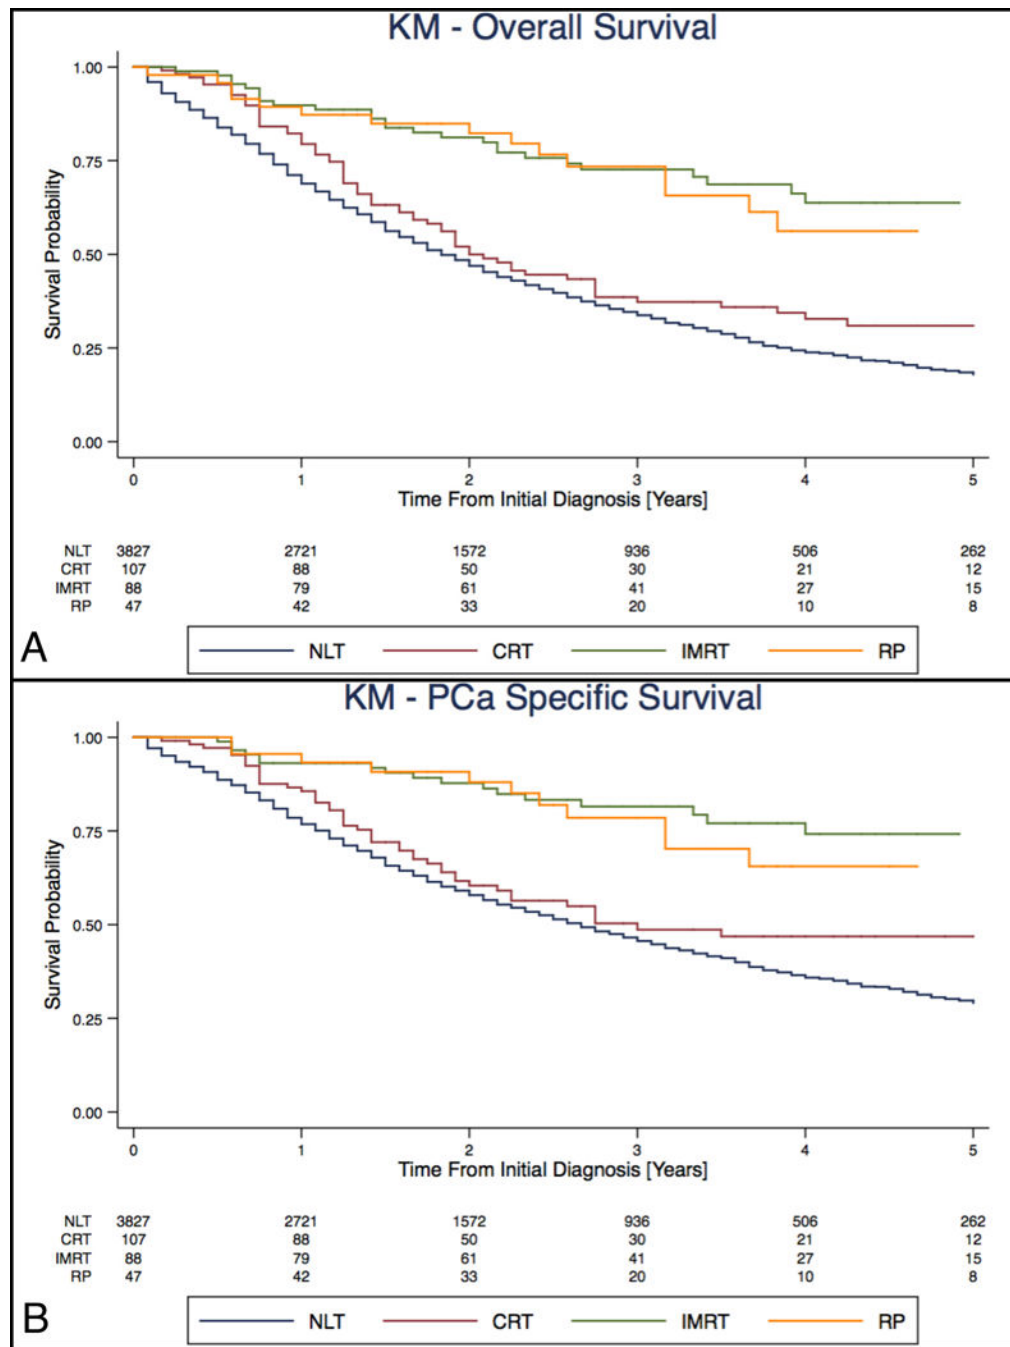 KM - Overall Survival
1.00
0.75
0.50
0.25
0.00
Survival Probability
0 1 2 3 4 5
Time From Initial Diagnosis [Years]
NLT 3827 2721 1572 936 506 262
CRT 107 88 50 30 21 12
IMRT 88 79 61 41 27 15
RP 47 42 33 20 10 8
A
NLT CRT IMRT RP
KM - PCa Specific Survival
1.00
0.75
0.50
0.25
0.00
Survival Probability
0 1 2 3 4 5
Time From Initial Diagnosis [Years]
NLT 3827 2721 1572 936 506 262
CRT 107 88 50 30 21 12
IMRT 88 79 61 41 27 15
RP 47 42 33 20 10 8
B
NLT CRT IMRT RP